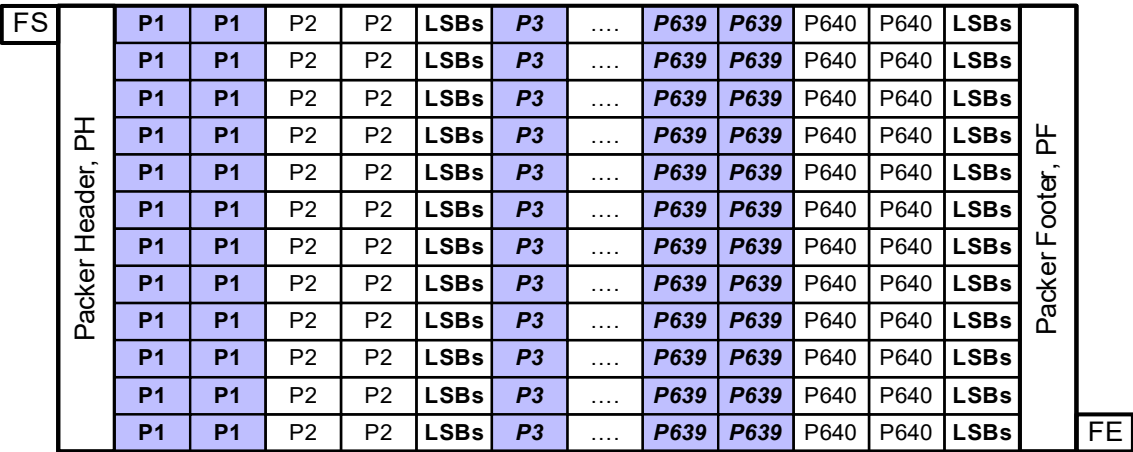 FS P1 P1 P2 P2 LSBs P3 .... P639 P639 P640 P640 LSBs
P1 P1 P2 P2 LSBs P3 .... P639 P639 P640 P640 LSBs
P1 P1 P2 P2 LSBs P3 .... P639 P639 P640 P640 LSBs
P1 P1 P2 P2 LSBs P3 .... P639 P639 P640 P640 LSBs
P1 P1 P2 P2 LSBs P3 .... P639 P639 P640 P640 LSBs
P1 P1 P2 P2 LSBs P3 .... P639 P639 P640 P640 LSBs
P1 P1 P2 P2 LSBs P3 .... P639 P639 P640 P640 LSBs
P1 P1 P2 P2 LSBs P3 .... P639 P639 P640 P640 LSBs
P1 P1 P2 P2 LSBs P3 .... P639 P639 P640 P640 LSBs
P1 P1 P2 P2 LSBs P3 .... P639 P639 P640 P640 LSBs
P1 P1 P2 P2 LSBs P3 .... P639 P639 P640 P640 LSBs
P1 P1 P2 P2 LSBs P3 .... P639 P639 P640 P640 LSBs FE
Packer Header, PH
Packer Footer, PF